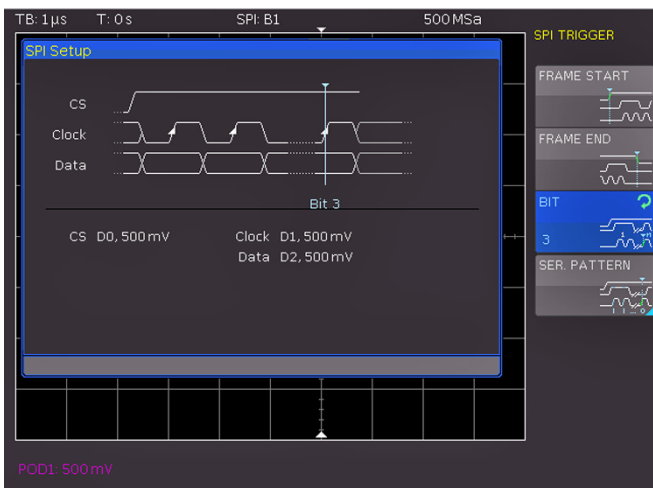 TB: 1 µs T: 0 s SPI: B1 500 MSa
SPI TRIGGER
SPI Setup
CS
Clock
Data
Bit 3
CS D0, 500 mV Clock D1, 500 mV
Data D2, 500 mV
FRAME START
FRAME END
BIT
3
SER. PATTERN
POD1: 500 mV